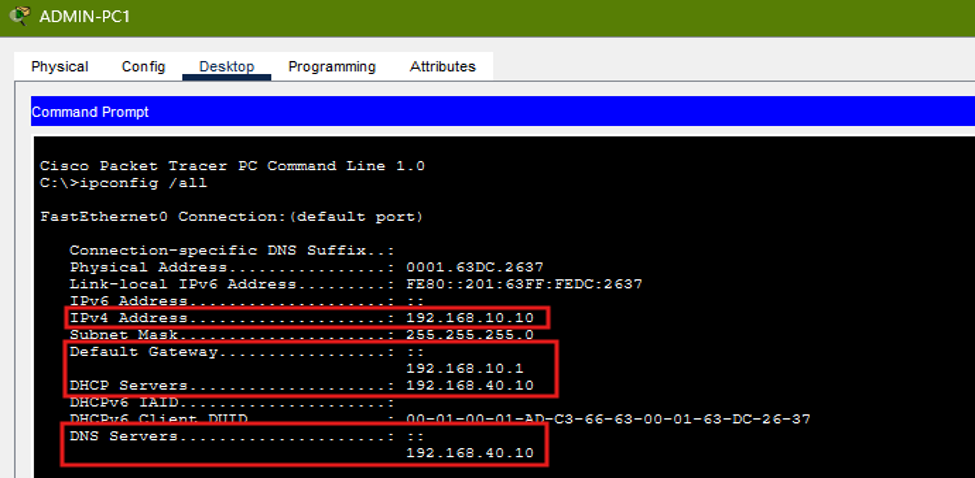 ADMIN-PC1
Physical Config Desktop Programming Attributes
Command Prompt
Cisco Packet Tracer PC Command Line 1.0
C:\>ipconfig /all
FastEthernet0 Connection:(default port)
Connection-specific DNS Suffix..:
Physical Address................: 0001.63DC.2637
Link-local IPv6 Address.........: FE80::201:63FF:FEDC:2637
IPv6 Address....................: ::
IPv4 Address....................: 192.168.10.10
Subnet Mask.....................: 255.255.255.0
Default Gateway.................: ::
192.168.10.1
DHCP Servers....................: 192.168.40.10
DHCPv6 IAID.....................:
DHCPv6 Client DUID..............: 00-01-00-01-AD-C3-66-63-00-01-63-DC-26-37
DNS Servers.....................: ::
192.168.40.10